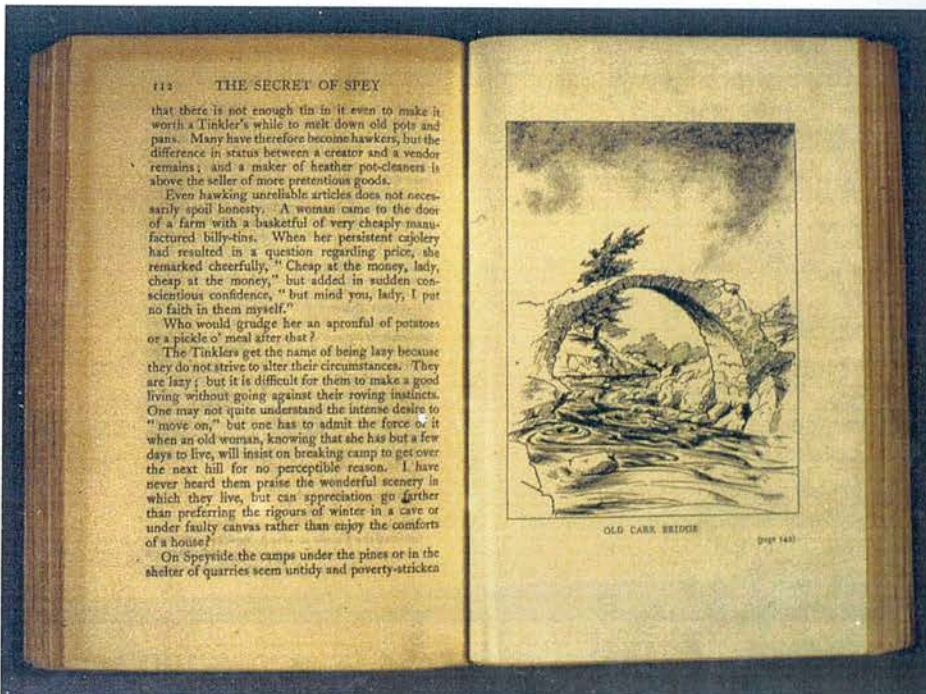 112 THE SECRET OF SPEY
that there is not enough tin in it even to make it
worth a Tinkler's while to melt down old pots and
pans. Many have therefore become hawkers, but the
difference in status between a creator and a vendor
remains; and a maker of heather pot-cleaners is
above the seller of more pretentious goods.
Even hawking unreliable articles does not neces-
sarily spoil honesty. A woman came to the door
of a farm with a basketful of very cheaply manu-
factured billy-tins. When her persistent cajolery
had resulted in a question regarding price, she
remarked cheerfully, " Cheap at the money, lady,
cheap at the money," but added in sudden con-
scientious confidence, " but mind you, lady, I put
no faith in them myself."
Who would grudge her an apronful of potatoes
or a pickle o' meal after that?
The Tinklers get the name of being lazy because
they do not strive to alter their circumstances. They
are lazy; but it is difficult for them to make a good
living without going against their roving instincts.
One may not quite understand the intense desire to
" move on," but one has to admit the force of it
when an old woman, knowing that she has but a few
days to live, will insist on breaking camp to get over
the next hill for no perceptible reason. I have
never heard them praise the wonderful scenery in
which they live, but can appreciation go farther
than preferring the rigours of winter in a cave or
under faulty canvas rather than enjoy the comforts
of a house?
On Speyside the camps under the pines or in the
shelter of quarries seem untidy and poverty-stricken
OLD CARR BRIDGE
(page 142)